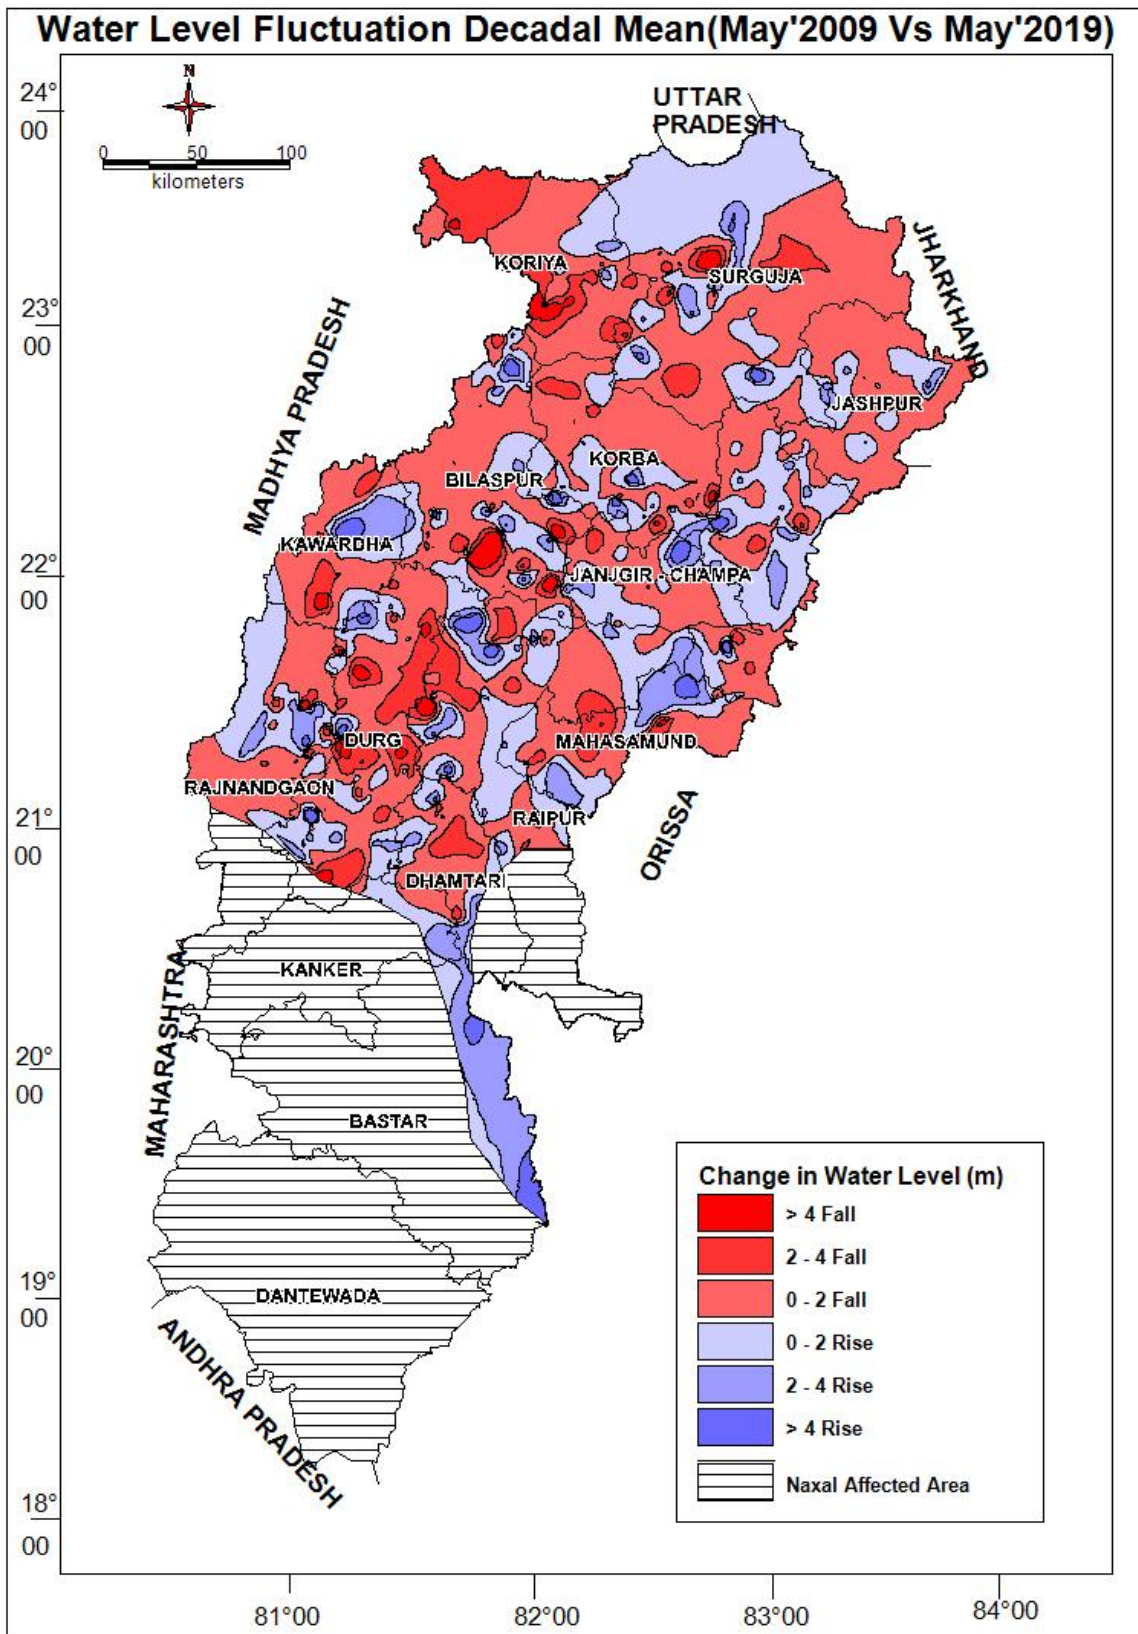 Water Level Fluctuation Decadal Mean(May'2009 Vs May'2019)
N
0 50 100
kilometers
24°
00
23°
00
22°
00
21°
00
20°
00
19°
00
18°
00
UTTAR
PRADESH
JHARKHAND
MADHYA PRADESH
KORIYA
SURGUJA
JASHPUR
KORBA
BILASPUR
KAWARDHA
JANJGIR - CHAMPA
DURG
MAHASAMUND
RAJNANDGAON
RAIPUR
ORISSA
DHAMTARI
KANKER
MAHARASHTRA
BASTAR
DANTEWADA
ANDHRA PRADESH
Change in Water Level (m)
> 4 Fall
2 - 4 Fall
0 - 2 Fall
0 - 2 Rise
2 - 4 Rise
> 4 Rise
Naxal Affected Area
81°00 82°00 83°00 84°00